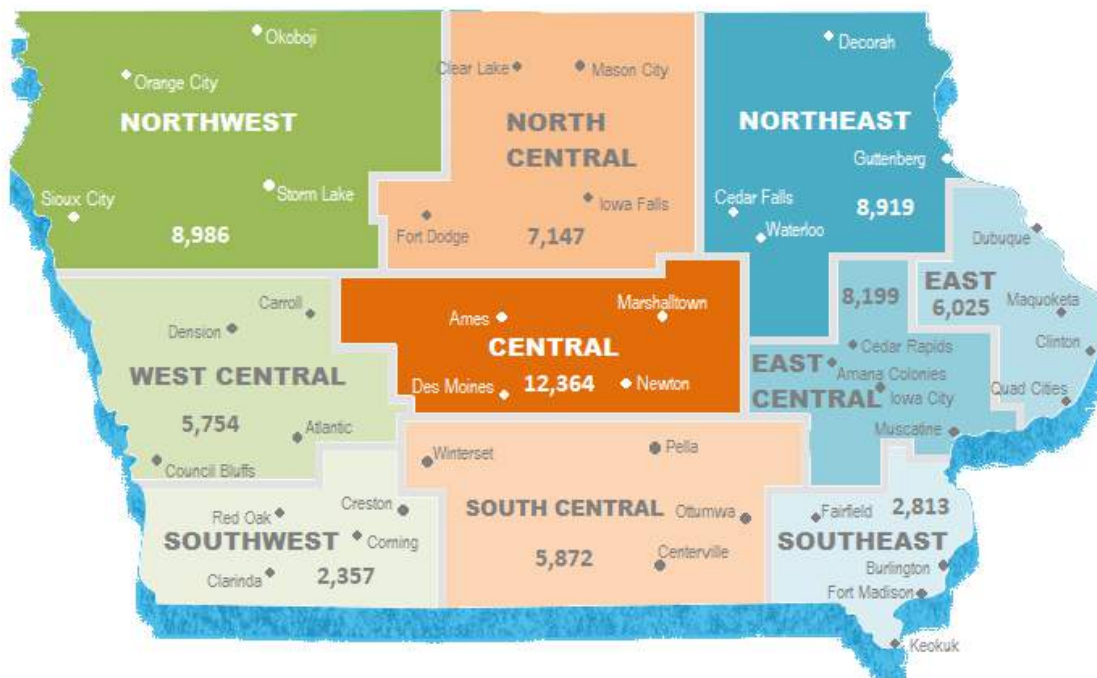 Okoboji
Orange City
NORTHWEST
Storm Lake
Sioux City
8,986
Clear Lake
Mason City
NORTH
CENTRAL
Iowa Falls
Fort Dodge
7,147
Decorah
NORTHEAST
Guttenberg
Cedar Falls
8,919
Waterloo
Dubuque
EAST
6,025
Maquoketa
Clinton
Quad Cities
Carroll
Dension
WEST CENTRAL
5,754
Atlantic
Council Bluffs
Marshalltown
Ames
CENTRAL
Des Moines
12,364
Newton
8,199
Cedar Rapids
EAST
Amana Colonies
CENTRAL
Iowa City
Muscatine
Creston
Red Oak
SOUTHWEST
Corning
Clarinda
2,357
Winterset
Pella
SOUTH CENTRAL
Ottumwa
5,872
Centerville
Fairfield
2,813
SOUTHEAST
Burlington
Fort Madison
Keokuk